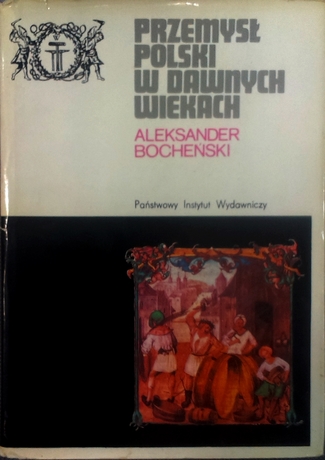 PRZEMYSŁ
POLSKI
W DAWNYCH
WIEKACH
ALEKSANDER
BOCHEŃSKI
Państwowy Instytut Wydawniczy